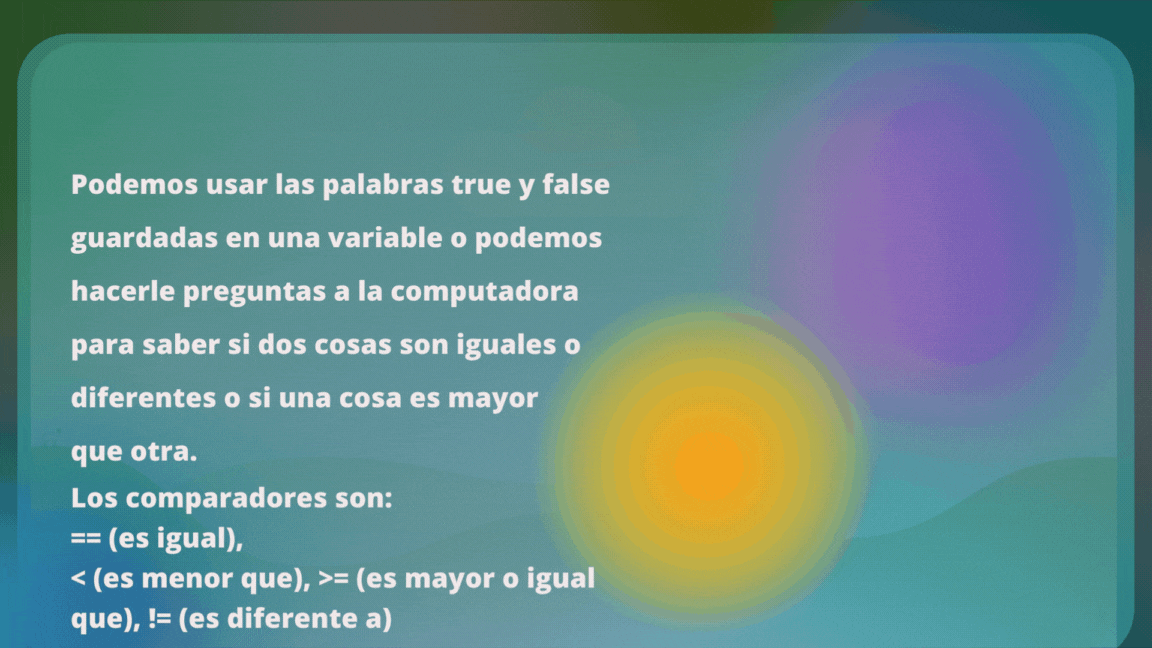 Podemos usar las palabras true y false
guardadas en una variable o podemos
hacerle preguntas a la computadora
para saber si dos cosas son iguales o
diferentes o si una cosa es mayor
que otra.
Los comparadores son:
== (es igual),
< (es menor que), >= (es mayor o igual
que), != (es diferente a)